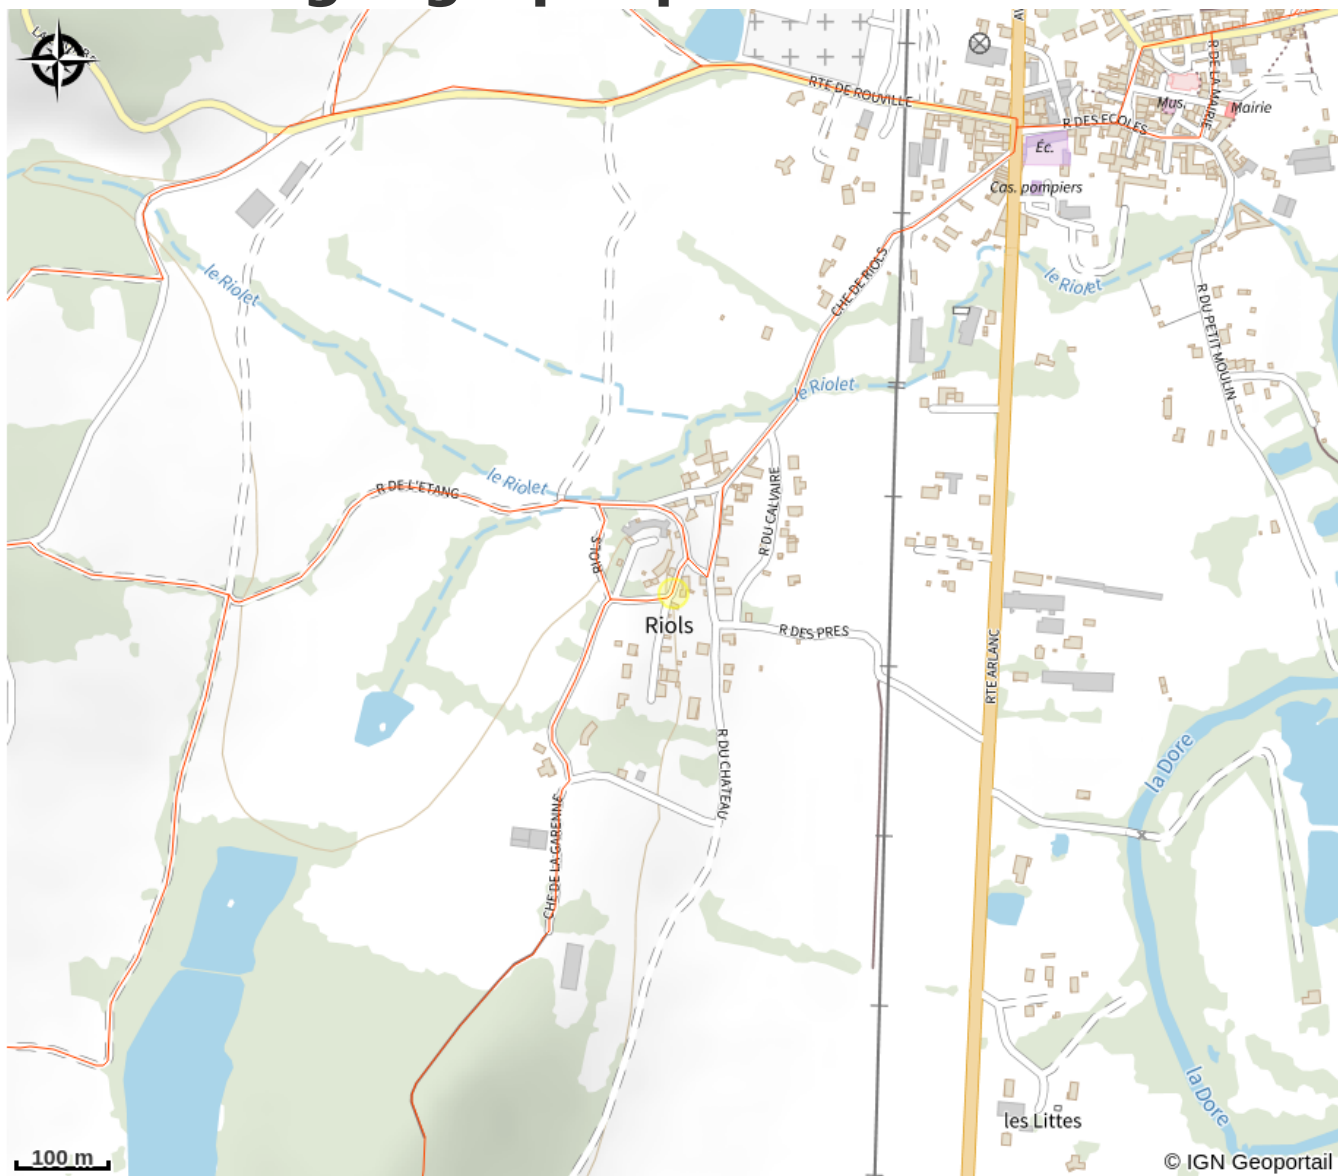 RTE DE ROUVILLE
R DE LA MAIRIE
Mus.
Mairie
R DES ECOLES
Éc.
Cas. pompiers
le Riolet
CHE DE RIOLS
le Riolet
R DU PETIT MOULIN
le Riolet
le Riolet
R DE L'ETANG
R DU CALVAIRE
RIOLS
Riols
R DES PRES
RTE ARLANC
R DU CHATEAU
la Dore
CHE DE LA GARENNE
la Dore
les Littes
100 m
© IGN Geoportail